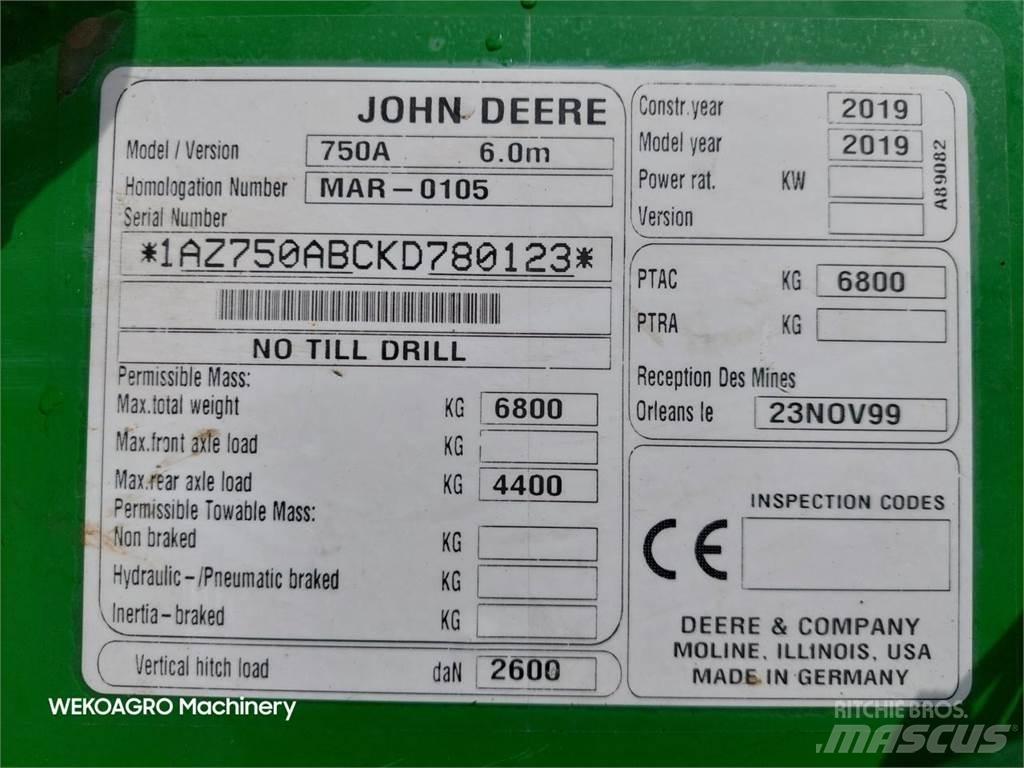 JOHN DEERE
Model / Version 750A 6.0m
Homologation Number MAR-0105
Serial Number
*1AZ750ABCKD780123*
NO TILL DRILL
Permissible Mass:
Max.total weight KG 6800
Max.front axle load KG
Max.rear axle load KG 4400
Permissible Towable Mass:
Non braked KG
Hydraulic-/Pneumatic braked KG
Inertia-braked KG
Vertical hitch load daN 2600
Constr.year 2019
Model year 2019
Power rat. KW
Version
A89082
PTAC KG 6800
PTRA KG
Reception Des Mines
Orleans le 23NOV99
INSPECTION CODES
CE
DEERE & COMPANY
MOLINE, ILLINOIS, USA
MADE IN GERMANY
WEKOAGRO Machinery
RITCHIE BROS.
MASCUS